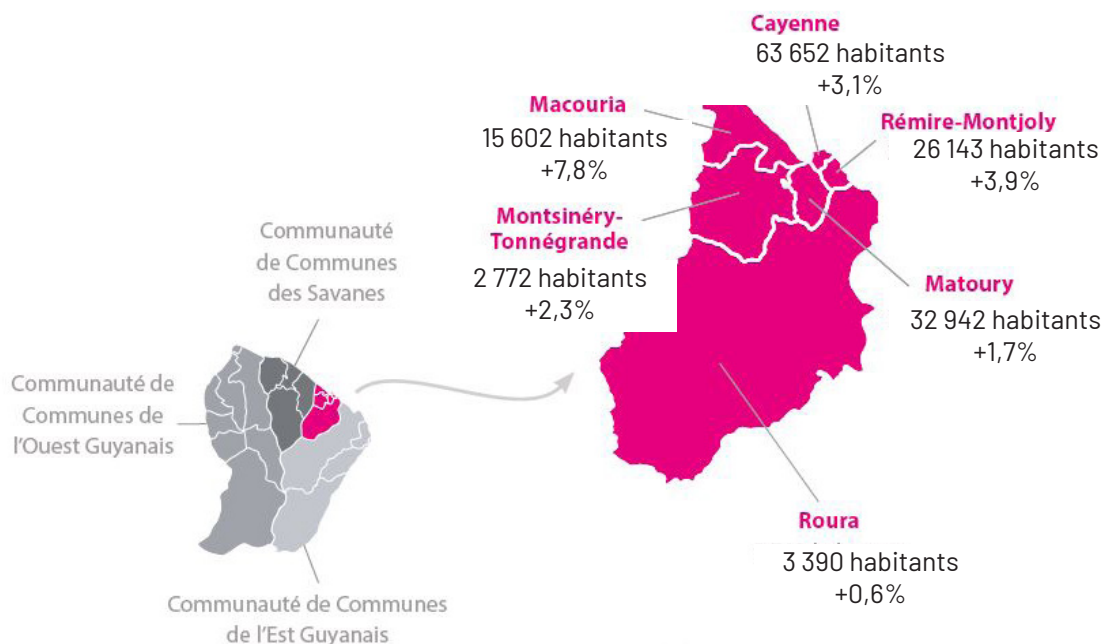 Cayenne
63 652 habitants
+3,1%
Macouria
15 602 habitants
+7,8%
Rémire-Montjoly
26 143 habitants
+3,9%
Montsinéry-
Tonnégrande
2 772 habitants
+2,3%
Matoury
32 942 habitants
+1,7%
Roura
3 390 habitants
+0,6%
Communauté
de Communes
des Savanes
Communauté de
Communes de
l'Ouest Guyanais
Communauté de Communes
de l'Est Guyanais